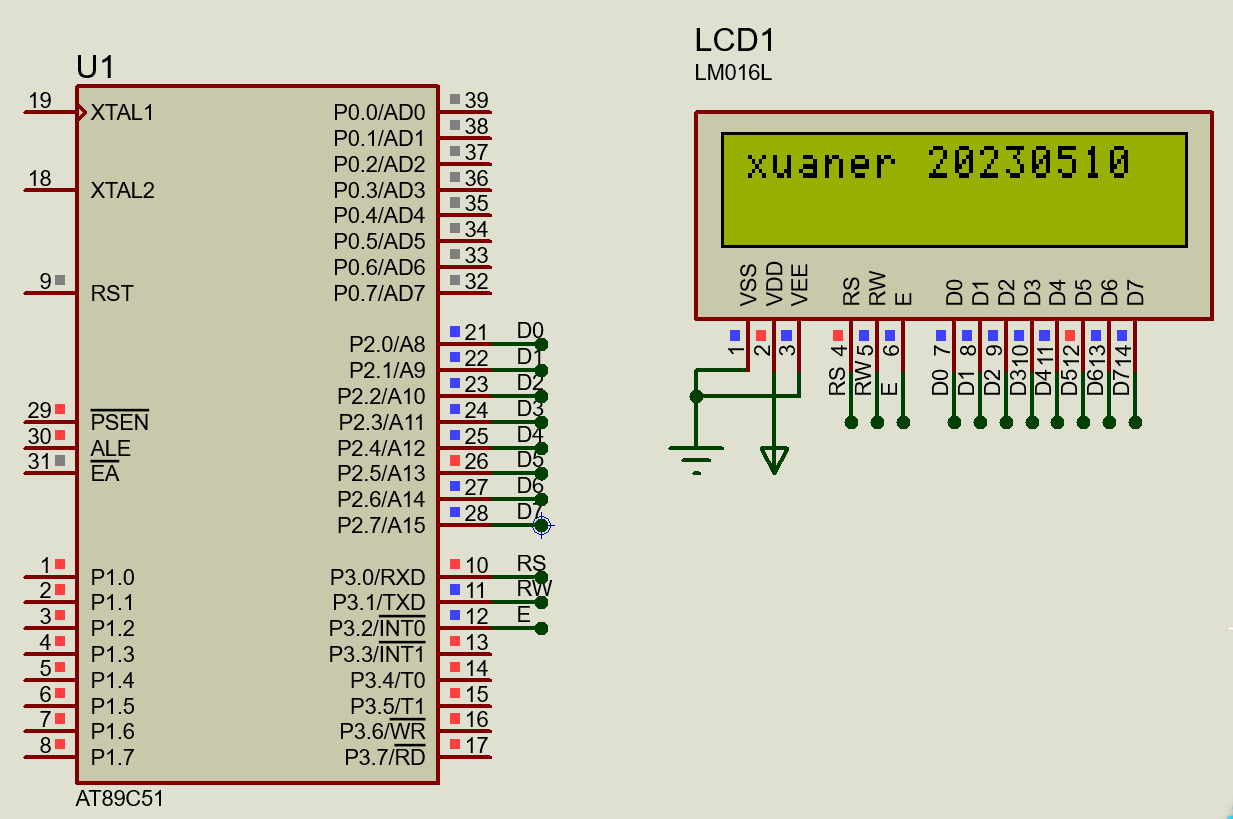 LCD1
LM016L
xuaner 20230510
VSS VDD VEE RS RW E D0 D1 D2 D3 D4 D5 D6 D7
1 2 3 4 5 6 7 8 9 10 11 12 13 14
RS RW E D0 D1 D2 D3 D4 D5 D6 D7
U1
19 XTAL1 P0.0/AD0 39
P0.1/AD1 38
P0.2/AD2 37
18 XTAL2 P0.3/AD3 36
P0.4/AD4 35
P0.5/AD5 34
P0.6/AD6 33
9 RST P0.7/AD7 32
P2.0/A8 21 D0
P2.1/A9 22 D1
P2.2/A10 23 D2
29 PSEN P2.3/A11 24 D3
30 ALE P2.4/A12 25 D4
31 EA P2.5/A13 26 D5
P2.6/A14 27 D6
P2.7/A15 28 D7
1 P1.0 P3.0/RXD 10 RS
2 P1.1 P3.1/TXD 11 RW
3 P1.2 P3.2/INT0 12 E
4 P1.3 P3.3/INT1 13
5 P1.4 P3.4/T0 14
6 P1.5 P3.5/T1 15
7 P1.6 P3.6/WR 16
8 P1.7 P3.7/RD 17
AT89C51